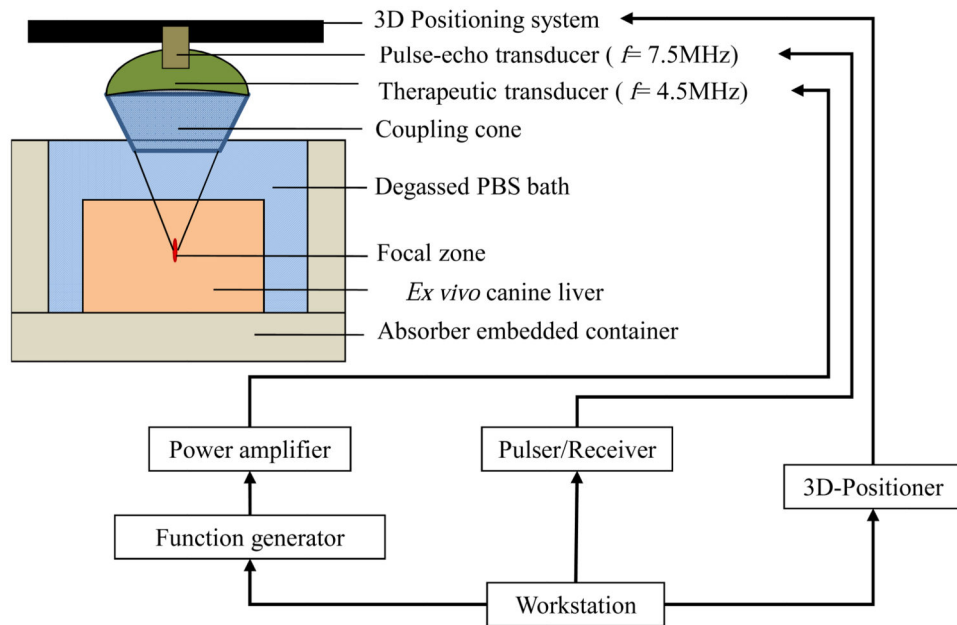 3D Positioning system
Pulse-echo transducer ( f= 7.5MHz)
Therapeutic transducer ( f= 4.5MHz)
Coupling cone
Degassed PBS bath
Focal zone
Ex vivo canine liver
Absorber embedded container
Power amplifier
Pulser/Receiver
3D-Positioner
Function generator
Workstation